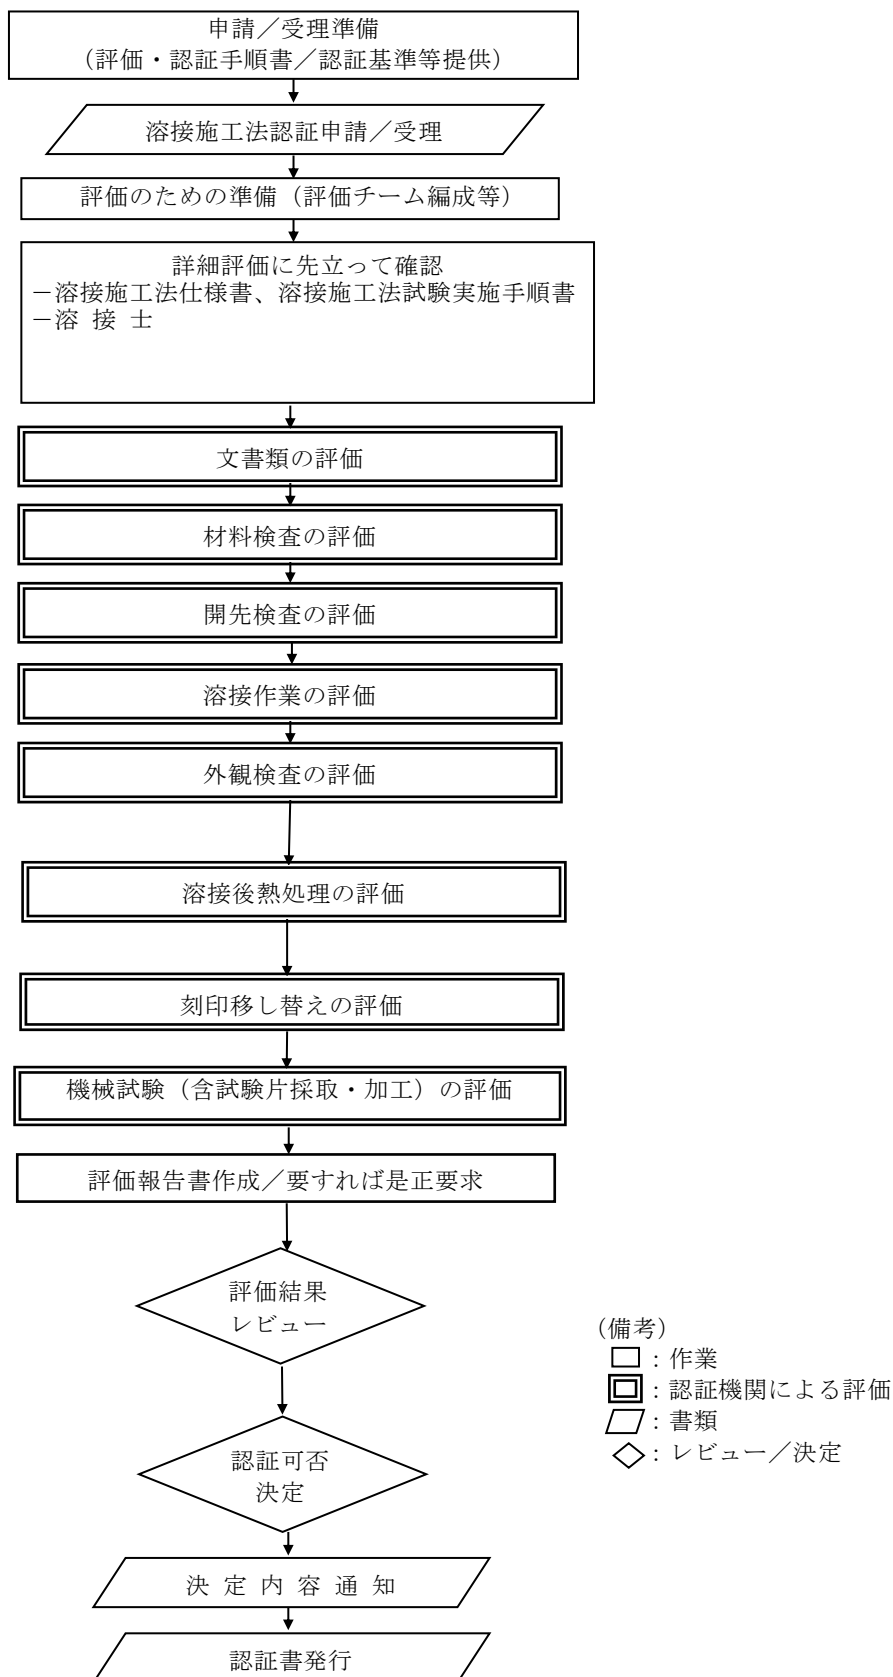 申請／受理準備
（評価・認証手順書／認証基準等提供）
溶接施工法認証申請／受理
評価のための準備（評価チーム編成等）
詳細評価に先立って確認
－溶接施工法仕様書、溶接施工法試験実施手順書
－溶 接 士
文書類の評価
材料検査の評価
開先検査の評価
溶接作業の評価
外観検査の評価
溶接後熱処理の評価
刻印移し替えの評価
機械試験（含試験片採取・加工）の評価
評価報告書作成／要すれば是正要求
評価結果
レビュー
認証可否
決定
決 定 内 容 通 知
認証書発行
（備考）
：作業
：認証機関による評価
：書類
：レビュー／決定